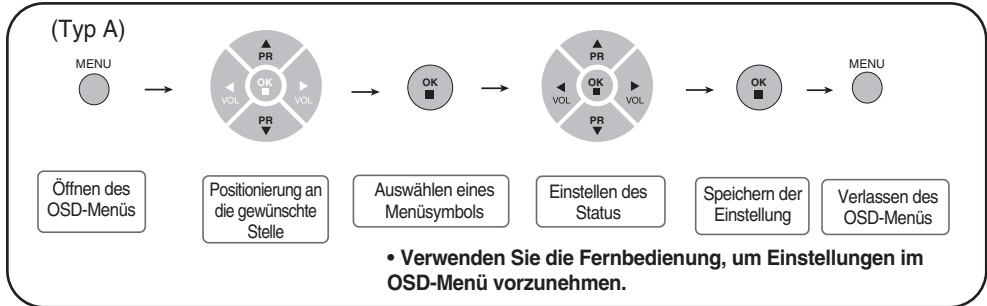 (Typ A)
MENU
PR
VOL
OK
VOL
PR
OK
PR
VOL
OK
VOL
PR
OK
MENU
Öffnen des
OSD-Menüs
Positionierung an
die gewünschte
Stelle
Auswählen eines
Menüsymbols
Einstellen des
Status
Speichern der
Einstellung
Verlassen des
OSD-Menüs
• Verwenden Sie die Fernbedienung, um Einstellungen im
OSD-Menü vorzunehmen.